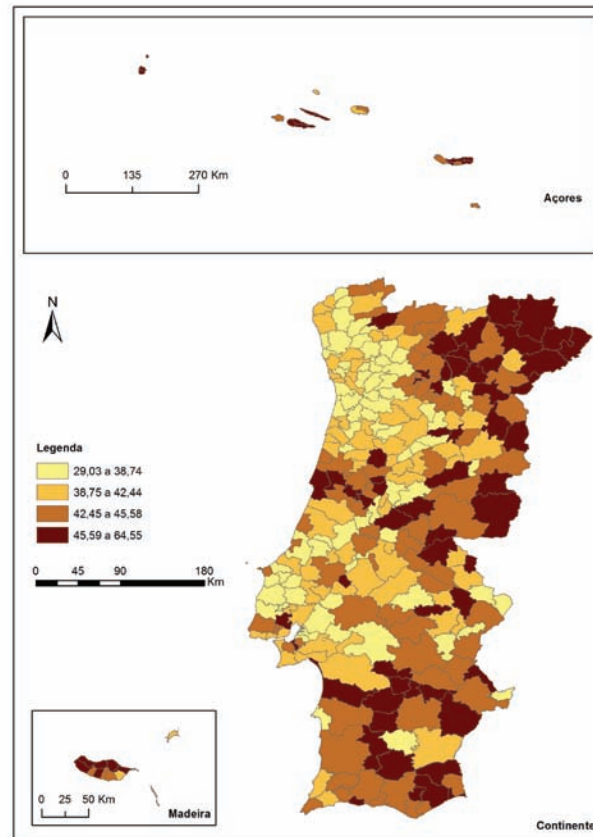 0 135 270 Km
Açores
N
Legenda
29,03 a 38,74
38,75 a 42,44
42,45 a 45,58
45,59 a 64,55
0 45 90 180
Km
0 25 50 Km
Madeira
Continente